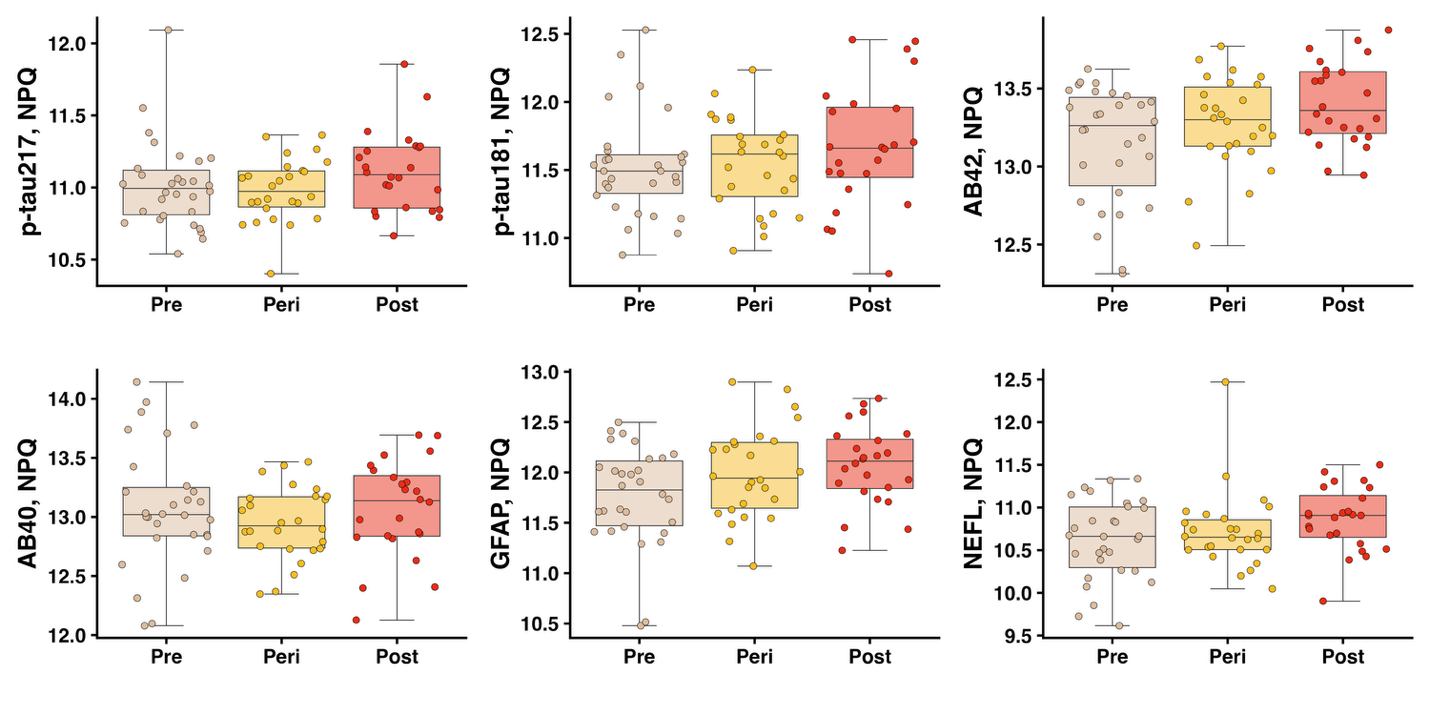 p-tau217, NPQ
12.0
11.5
11.0
10.5
Pre Peri Post
p-tau181, NPQ
12.5
12.0
11.5
11.0
Pre Peri Post
AB42, NPQ
13.5
13.0
12.5
Pre Peri Post
AB40, NPQ
14.0
13.5
13.0
12.5
12.0
Pre Peri Post
GFAP, NPQ
13.0
12.5
12.0
11.5
11.0
10.5
Pre Peri Post
NEFL, NPQ
12.5
12.0
11.5
11.0
10.5
10.0
9.5
Pre Peri Post